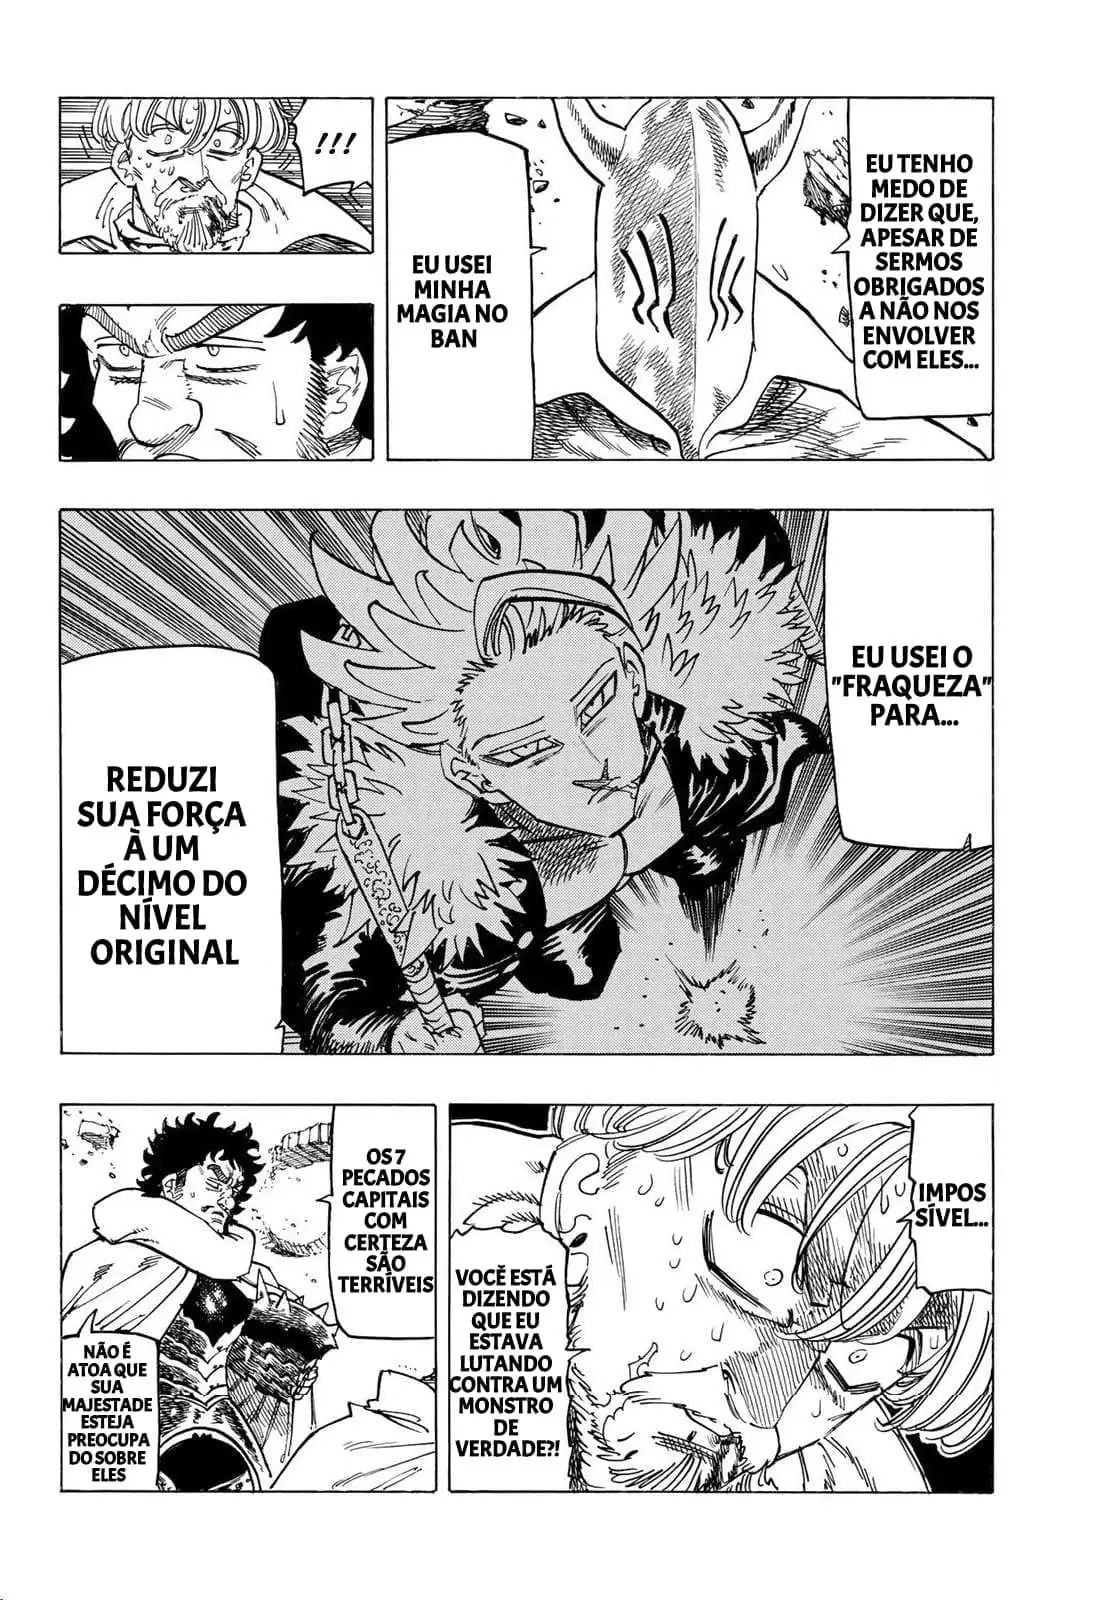 EU TENHO
MEDO DE
DIZER QUE,
APESAR DE
SERMOS
OBRIGADOS
A NÃO NOS
ENVOLVER
COM ELES...
EU USEI
MINHA
MAGIA NO
BAN
!!!
EU USEI O
"FRAQUEZA"
PARA...
REDUZI
SUA FORÇA
À UM
DÉCIMO DO
NÍVEL
ORIGINAL
IMPOS
SÍVEL...
VOCÊ ESTÁ
DIZENDO
QUE EU
ESTAVA
LUTANDO
CONTRA UM
MONSTRO
DE
VERDADE?!
OS 7
PECADOS
CAPITAIS
COM
CERTEZA
SÃO
TERRÍVEIS
NÃO É
ATOA QUE
SUA
MAJESTADE
ESTEJA
PREOCUPA
DO SOBRE
ELES